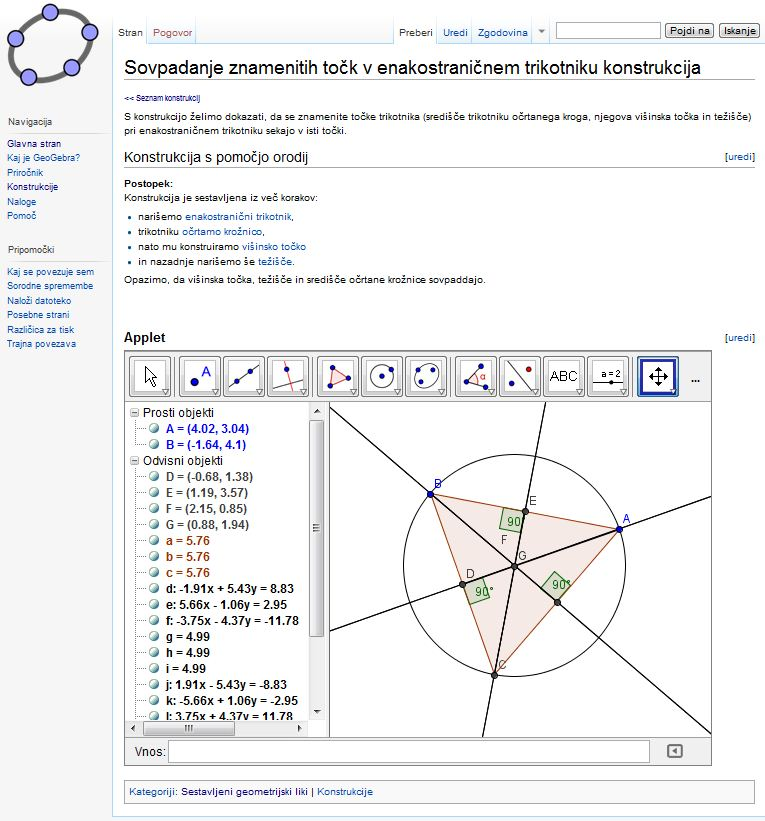 Stran
Pogovor
Preberi
Uredi
Zgodovina
Pojdi na
Iskanje
Sovpadanje znamenitih točk v enakostraničnem trikotniku konstrukcija
<< Seznam konstrukcij
S konstrukcijo želimo dokazati, da se znamenite točke trikotnika (središče trikotniku očrtanega kroga, njegova višinska točka in težišče)
pri enakostraničnem trikotniku sekajo v isti točki.
Navigacija
Glavna stran
Kaj je GeoGebra?
Priročnik
Konstrukcije
Naloge
Pomoč
Pripomočki
Kaj se povezuje sem
Sorodne spremembe
Naloži datoteko
Posebne strani
Različica za tisk
Trajna povezava
Konstrukcija s pomočjo orodij
[uredi]
Postopek:
Konstrukcija je sestavljena iz več korakov:
narišemo enakostranični trikotnik,
trikotniku očrtamo krožnico,
nato mu konstruiramo višinsko točko
in nazadnje narišemo še težišče.
Opazimo, da višinska točka, težišče in središče očrtane krožnice sovpaddajo.
Applet
[uredi]
A
α
ABC
a = 2
...
Prosti objekti
A = (4.02, 3.04)
B = (-1.64, 4.1)
Odvisni objekti
D = (-0.68, 1.38)
E = (1.19, 3.57)
F = (2.15, 0.85)
G = (0.88, 1.94)
a = 5.76
b = 5.76
c = 5.76
d: -1.91x + 5.43y = 8.83
e: 5.66x - 1.06y = 2.95
f: -3.75x - 4.37y = -11.78
g = 4.99
h = 4.99
i = 4.99
j: 1.91x - 5.43y = -8.83
k: -5.66x + 1.06y = -2.95
l: 3.75x + 4.37y = 11.78
B
E
A
90°
F
G
D
90°
90°
C
Vnos:
Kategoriji: Sestavljeni geometrijski liki | Konstrukcije